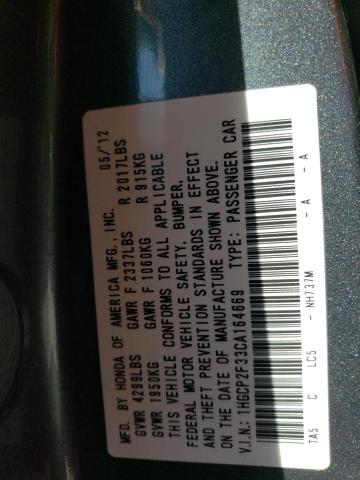 MFD. BY HONDA OF AMERICA MFG., INC. 05/'12
GVWR 4299LBS GAWR F 2337LBS R 2017LBS
GVWR 1950KG GAWR F 1060KG R 915KG
THIS VEHICLE CONFORMS TO ALL APPLICABLE
FEDERAL MOTOR VEHICLE SAFETY, BUMPER,
AND THEFT PREVENTION STANDARDS IN EFFECT
ON THE DATE OF MANUFACTURE SHOWN ABOVE.
V.I.N.: 1HGCP2F33CA164669 TYPE: PASSENGER CAR
TA5 C LC5 - NH737M - A - A